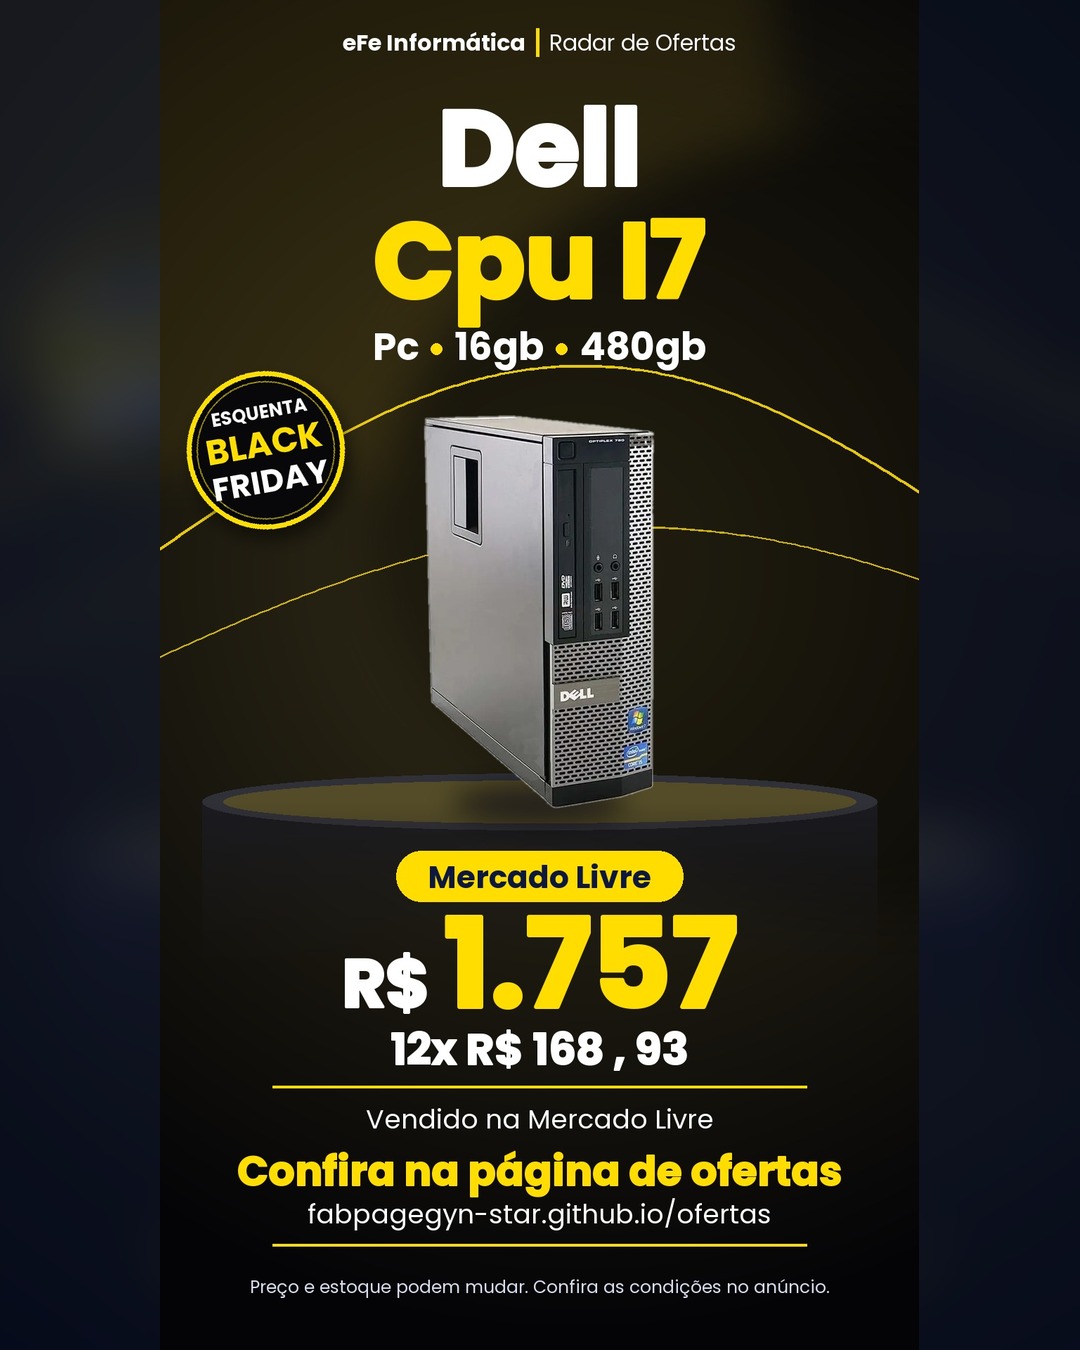 eFe Informática | Radar de Ofertas
Dell
Cpu I7
Pc • 16gb • 480gb
ESQUENTA
BLACK
FRIDAY
OPTIPLEX 790
DELL
Mercado Livre
R$ 1.757
12x R$ 168 , 93
Vendido na Mercado Livre
Confira na página de ofertas
fabpagegyn-star.github.io/ofertas
Preço e estoque podem mudar. Confira as condições no anúncio.